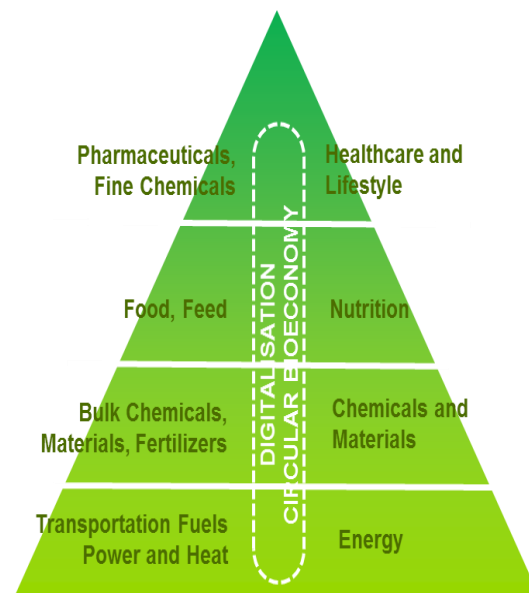 Pharmaceuticals,
Fine Chemicals
Healthcare and
Lifestyle
Food, Feed
Nutrition
Bulk Chemicals,
Materials, Fertilizers
Chemicals and
Materials
Transportation Fuels
Power and Heat
Energy
DIGITALISATION
CIRCULAR BIOECONOMY